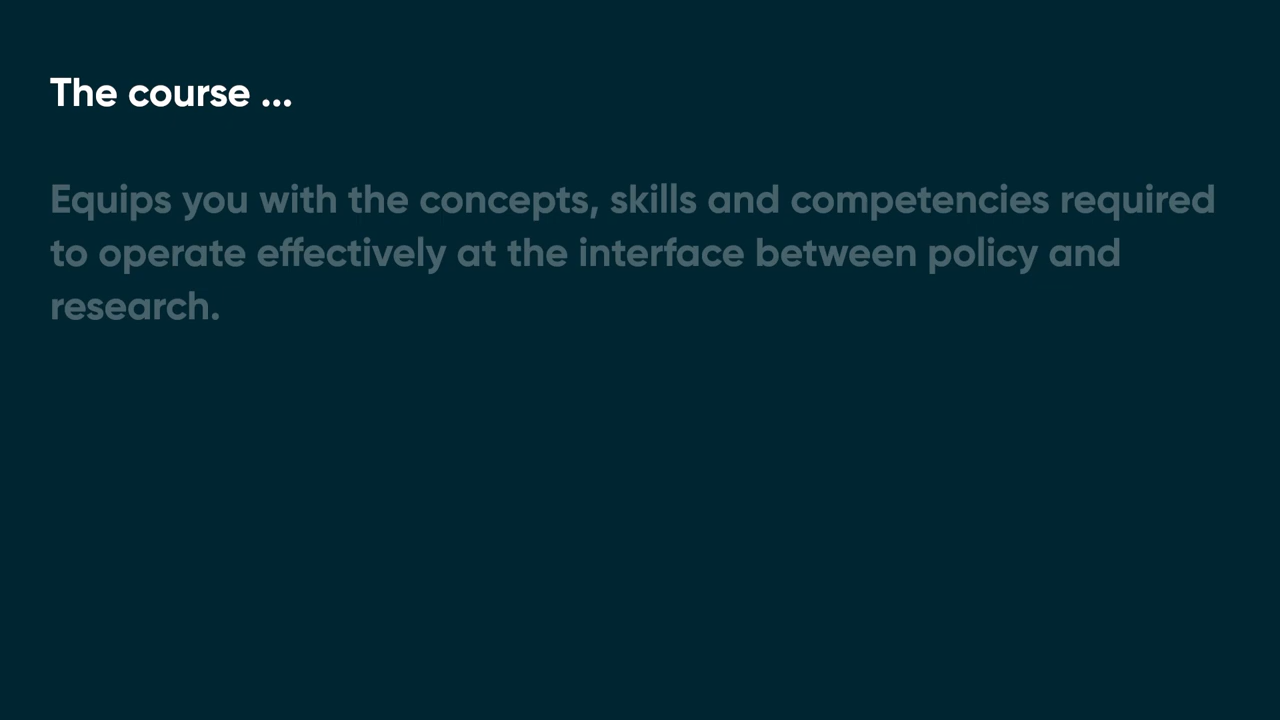 The course ...
Equips you with the concepts, skills and competencies required
to operate effectively at the interface between policy and
research.